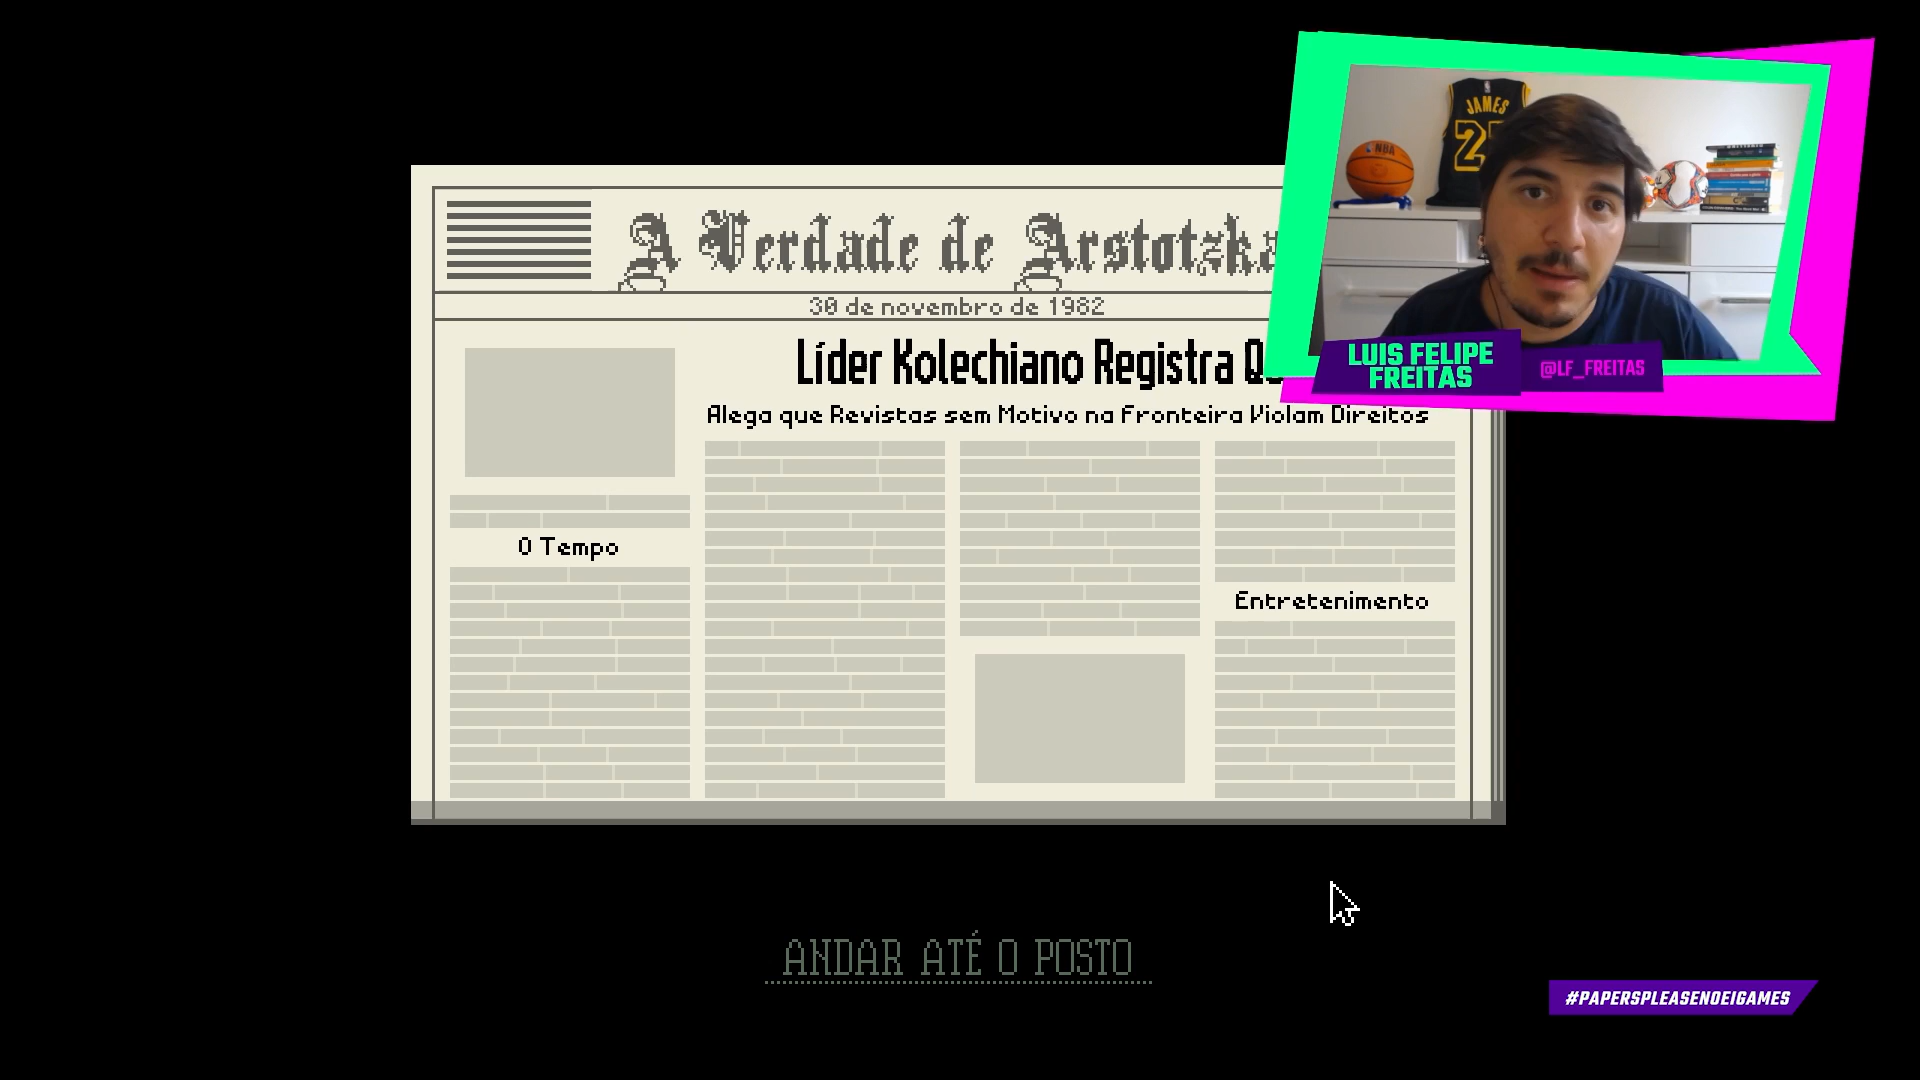 A Verdade de Arstotzka
30 de novembro de 1982
Líder Kolechiano Registra
Alega que Revistas sem Motivo na Fronteira Violam Direitos
O Tempo
Entretenimento
ANDAR ATÉ O POSTO
NBA
JAMES
LUIS FELIPE
FREITAS
@LF_FREITAS
#PAPERSPLEASENOEIGAMES